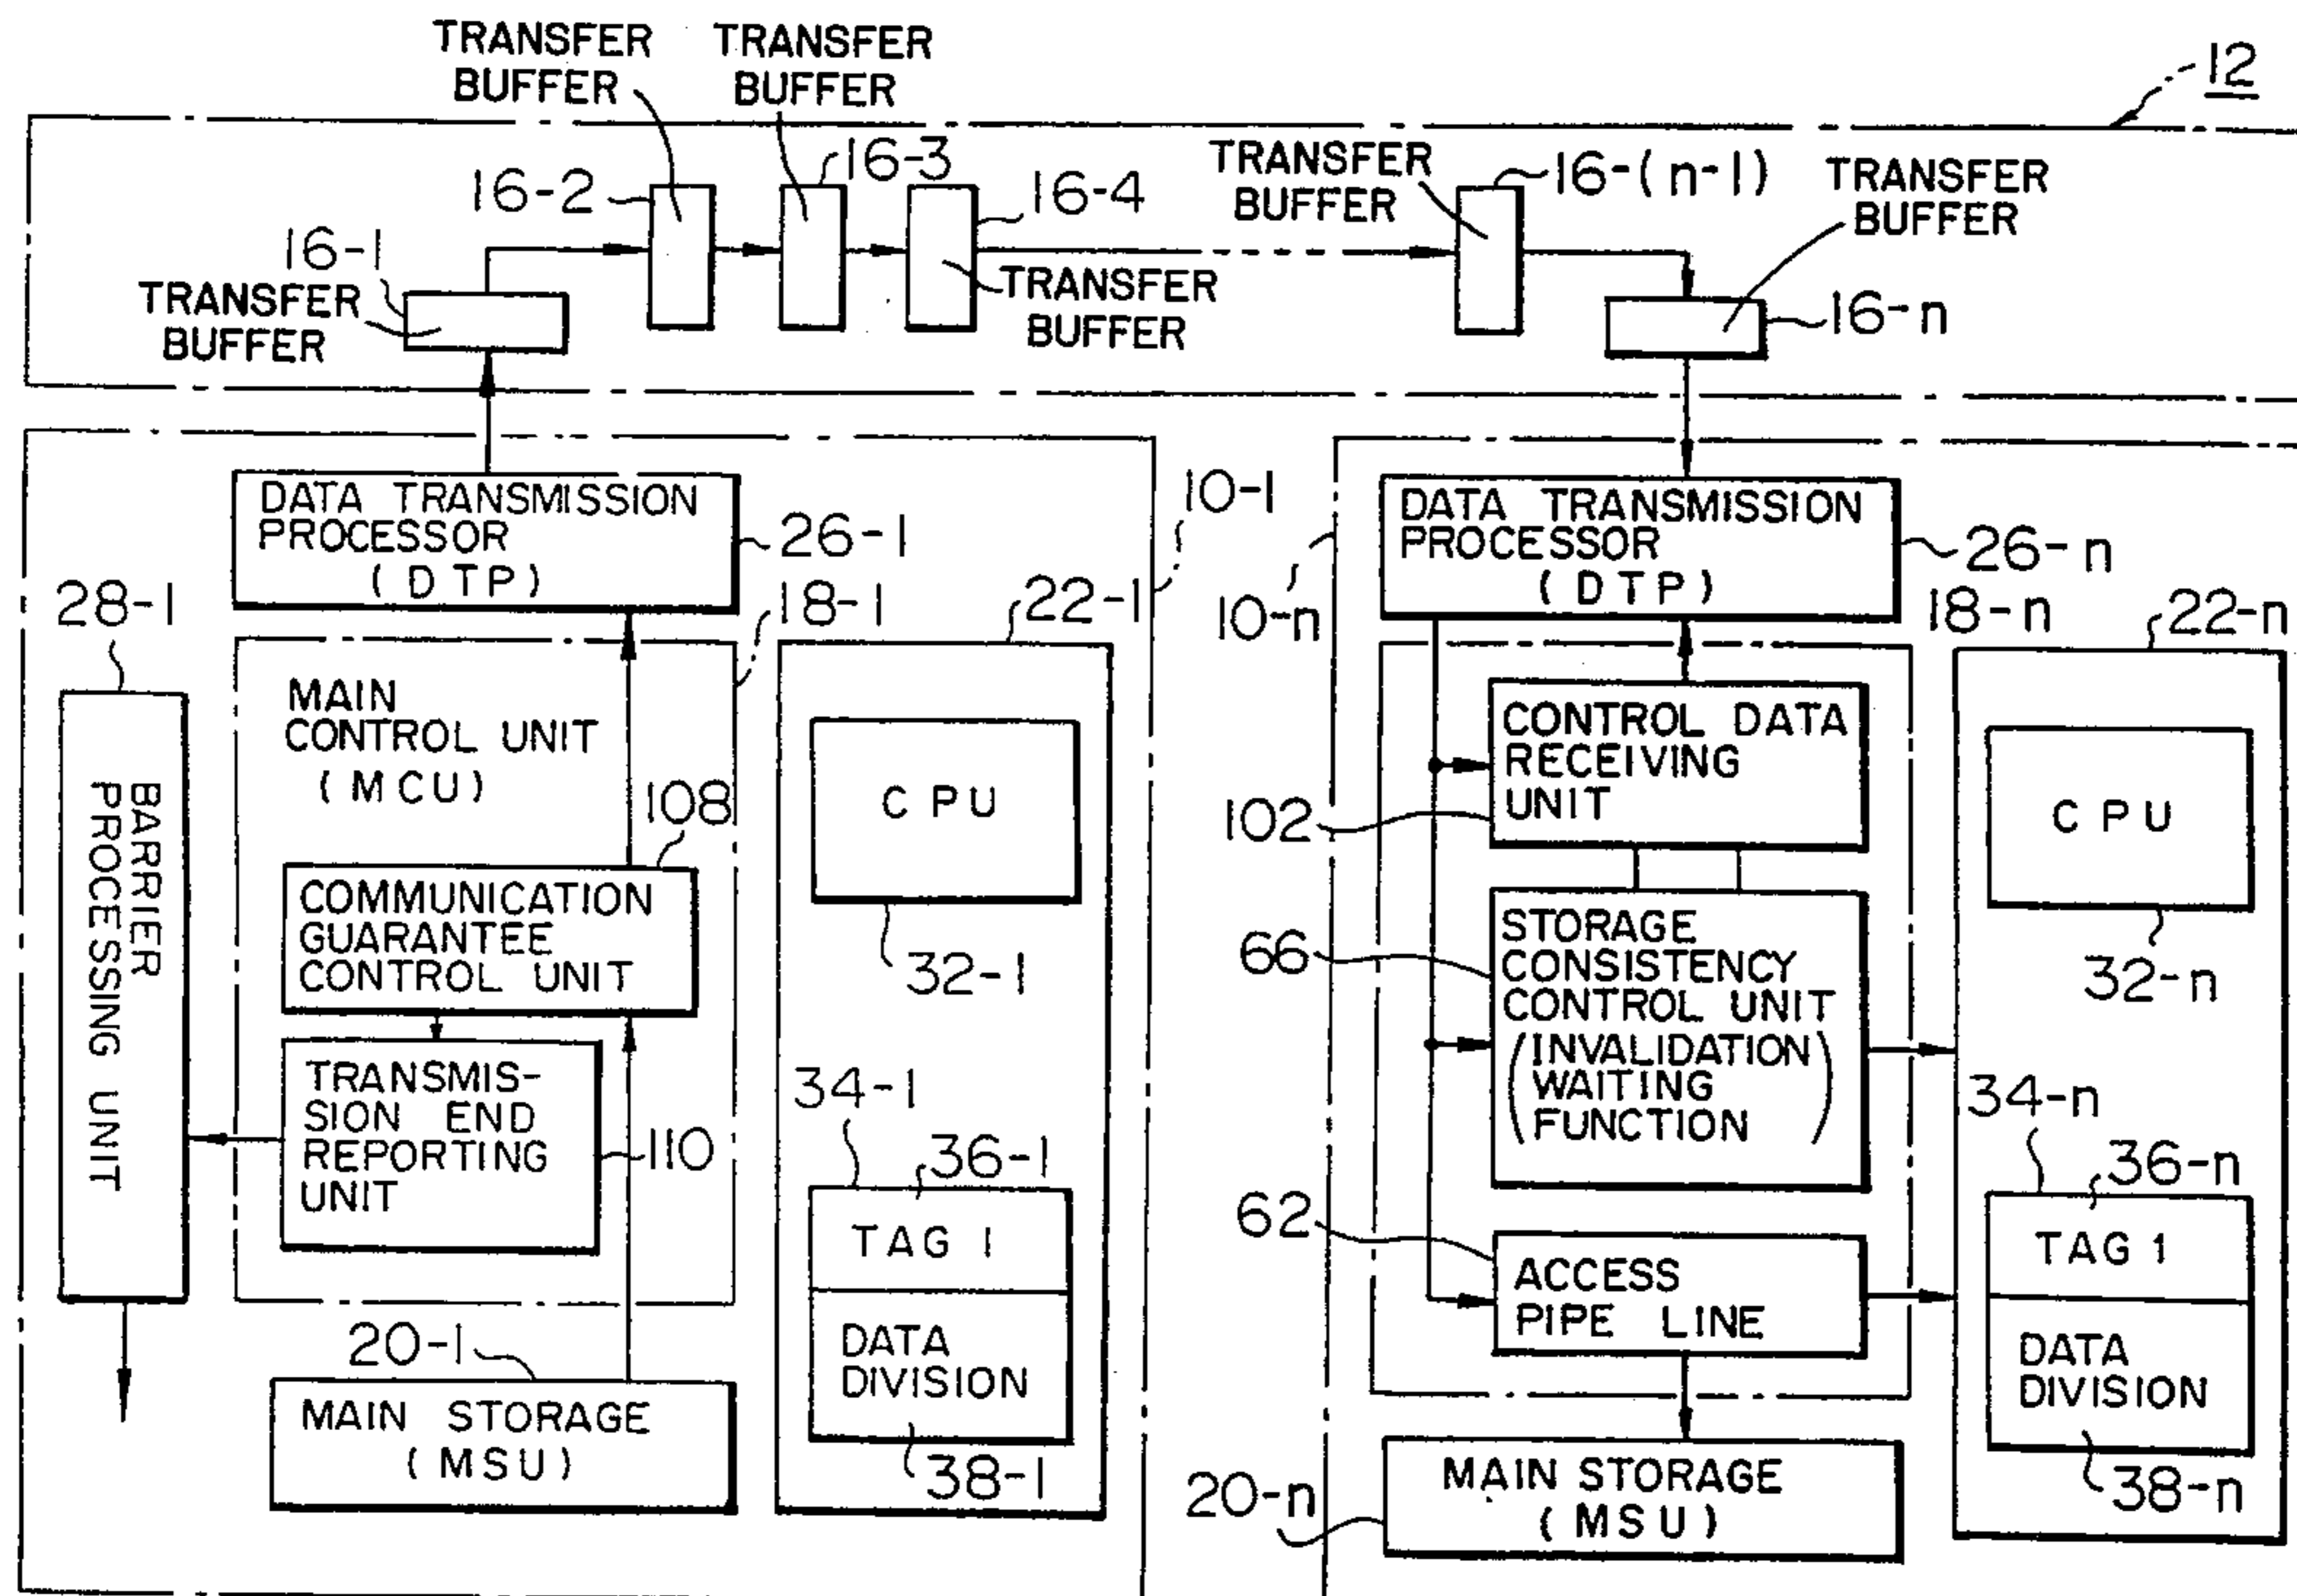 TRANSFER
BUFFER
TRANSFER
BUFFER
12
16-2
16-3
16-4
TRANSFER
BUFFER
16-(n-1)
TRANSFER
BUFFER
16-1
TRANSFER
BUFFER
TRANSFER
BUFFER
16-n
DATA TRANSMISSION
PROCESSOR
(DTP)
26-1
10-1
28-1
18-1
22-1
BARRIER
PROCESSING UNIT
MAIN
CONTROL UNIT
(MCU)
108
COMMUNICATION
GUARANTEE
CONTROL UNIT
TRANSMIS-
SION END
REPORTING
UNIT
110
CPU
32-1
34-1
36-1
TAG 1
DATA
DIVISION
38-1
20-1
MAIN STORAGE
(MSU)
DATA TRANSMISSION
PROCESSOR
(DTP)
26-n
10-n
18-n
22-n
CONTROL DATA
RECEIVING
UNIT
102
STORAGE
CONSISTENCY
CONTROL UNIT
(INVALIDATION
WAITING
FUNCTION)
66
62
ACCESS
PIPE LINE
CPU
32-n
34-n
36-n
TAG 1
DATA
DIVISION
38-n
20-n
MAIN STORAGE
(MSU)